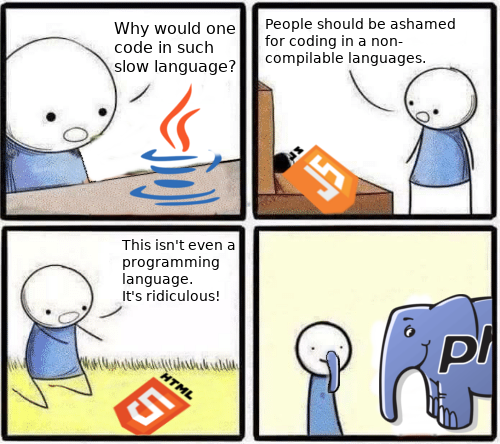 Why would one
code in such
slow language?
People should be ashamed
for coding in a non-
compilable languages.
JS
This isn't even a
programming
language.
It's ridiculous!
HTML
5
ph